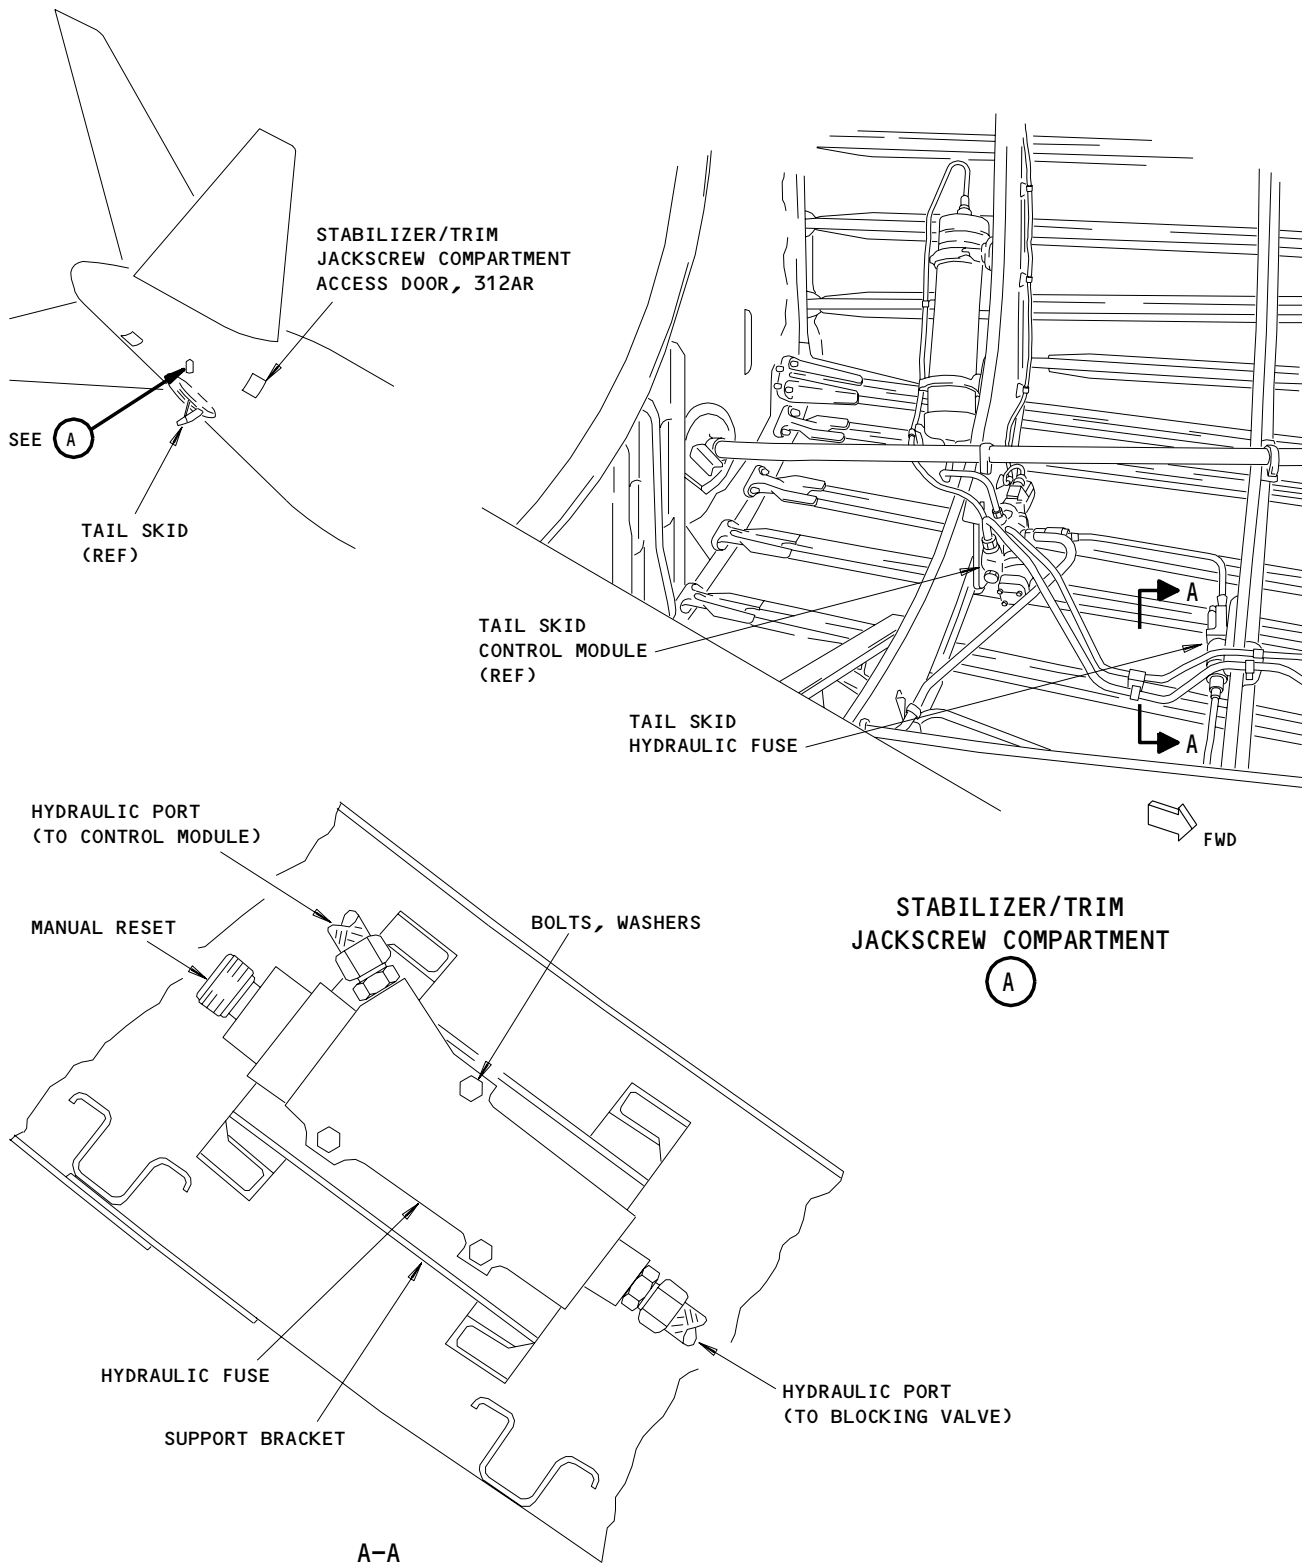 STABILIZER/TRIM
JACKSCREW COMPARTMENT
ACCESS DOOR, 312AR
SEE A
TAIL SKID
(REF)
TAIL SKID
CONTROL MODULE
(REF)
TAIL SKID
HYDRAULIC FUSE
A
A
FWD
STABILIZER/TRIM
JACKSCREW COMPARTMENT
A
HYDRAULIC PORT
(TO CONTROL MODULE)
MANUAL RESET
BOLTS, WASHERS
HYDRAULIC FUSE
SUPPORT BRACKET
HYDRAULIC PORT
(TO BLOCKING VALVE)
A-A